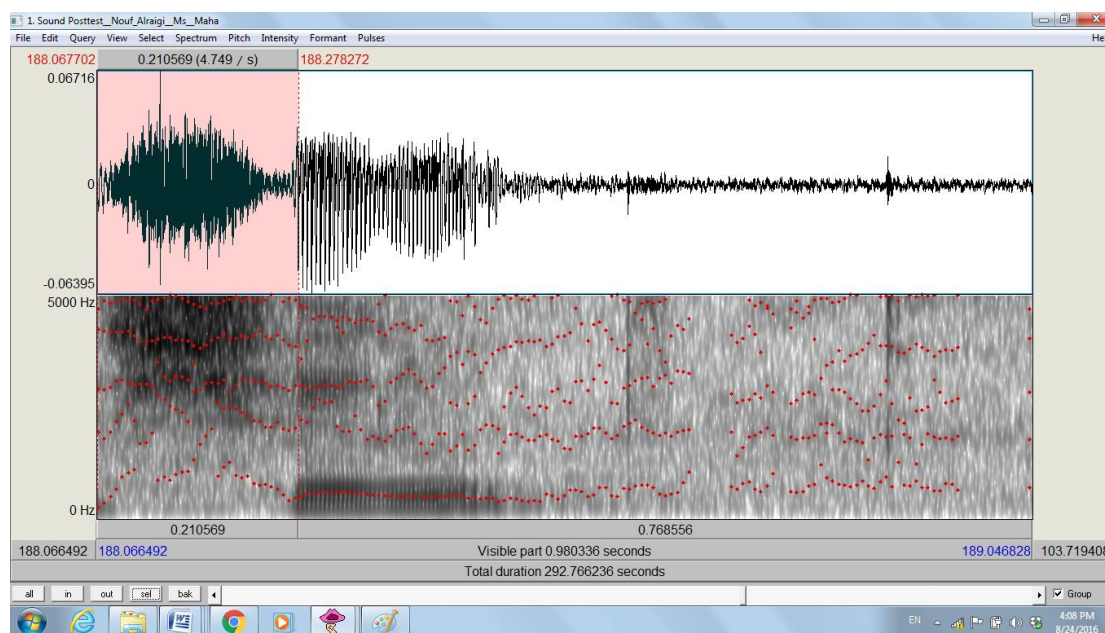 1. Sound Posttest_Nouf_Alraigi_Ms_Maha
File Edit Query View Select Spectrum Pitch Intensity Formant Pulses He
188.067702 0.210569 (4.749 / s) 188.278272
0.06716
0
-0.06395
5000 Hz
0 Hz
0.210569 0.768556
188.066492 188.066492 Visible part 0.980336 seconds 189.046828 103.719408
Total duration 292.766236 seconds
all in out sel bak Group
EN 4:08 PM
8/24/2016